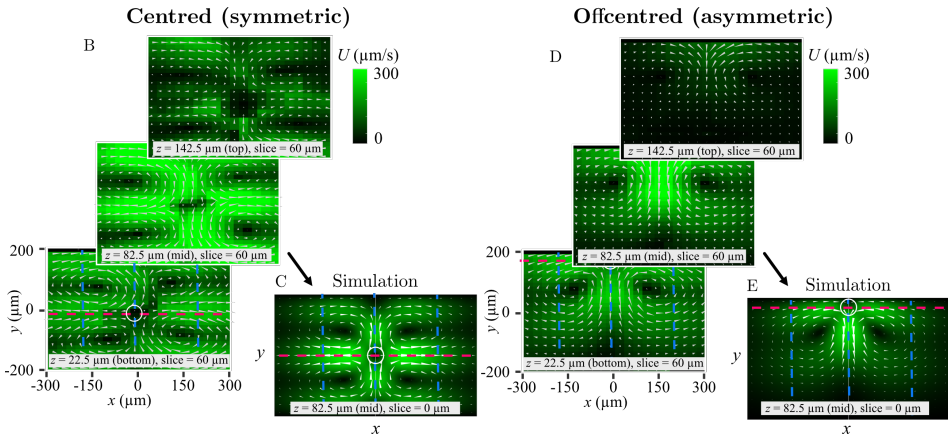 Centred (symmetric)
Offcentred (asymmetric)
B
U (µm/s)
300
0
z = 142.5 µm (top), slice = 60 µm
z = 82.5 µm (mid), slice = 60 µm
200
0
-200
y (µm)
z = 22.5 µm (bottom), slice = 60 µm
-300 -150 0 150 300
x (µm)
C
Simulation
y
z = 82.5 µm (mid), slice = 0 µm
x
D
U (µm/s)
300
0
z = 142.5 µm (top), slice = 60 µm
z = 82.5 µm (mid), slice = 60 µm
200
0
-200
y (µm)
z = 22.5 µm (bottom), slice = 60 µm
-300 -150 0 150 300
x (µm)
E
Simulation
y
z = 82.5 µm (mid), slice = 0 µm
x